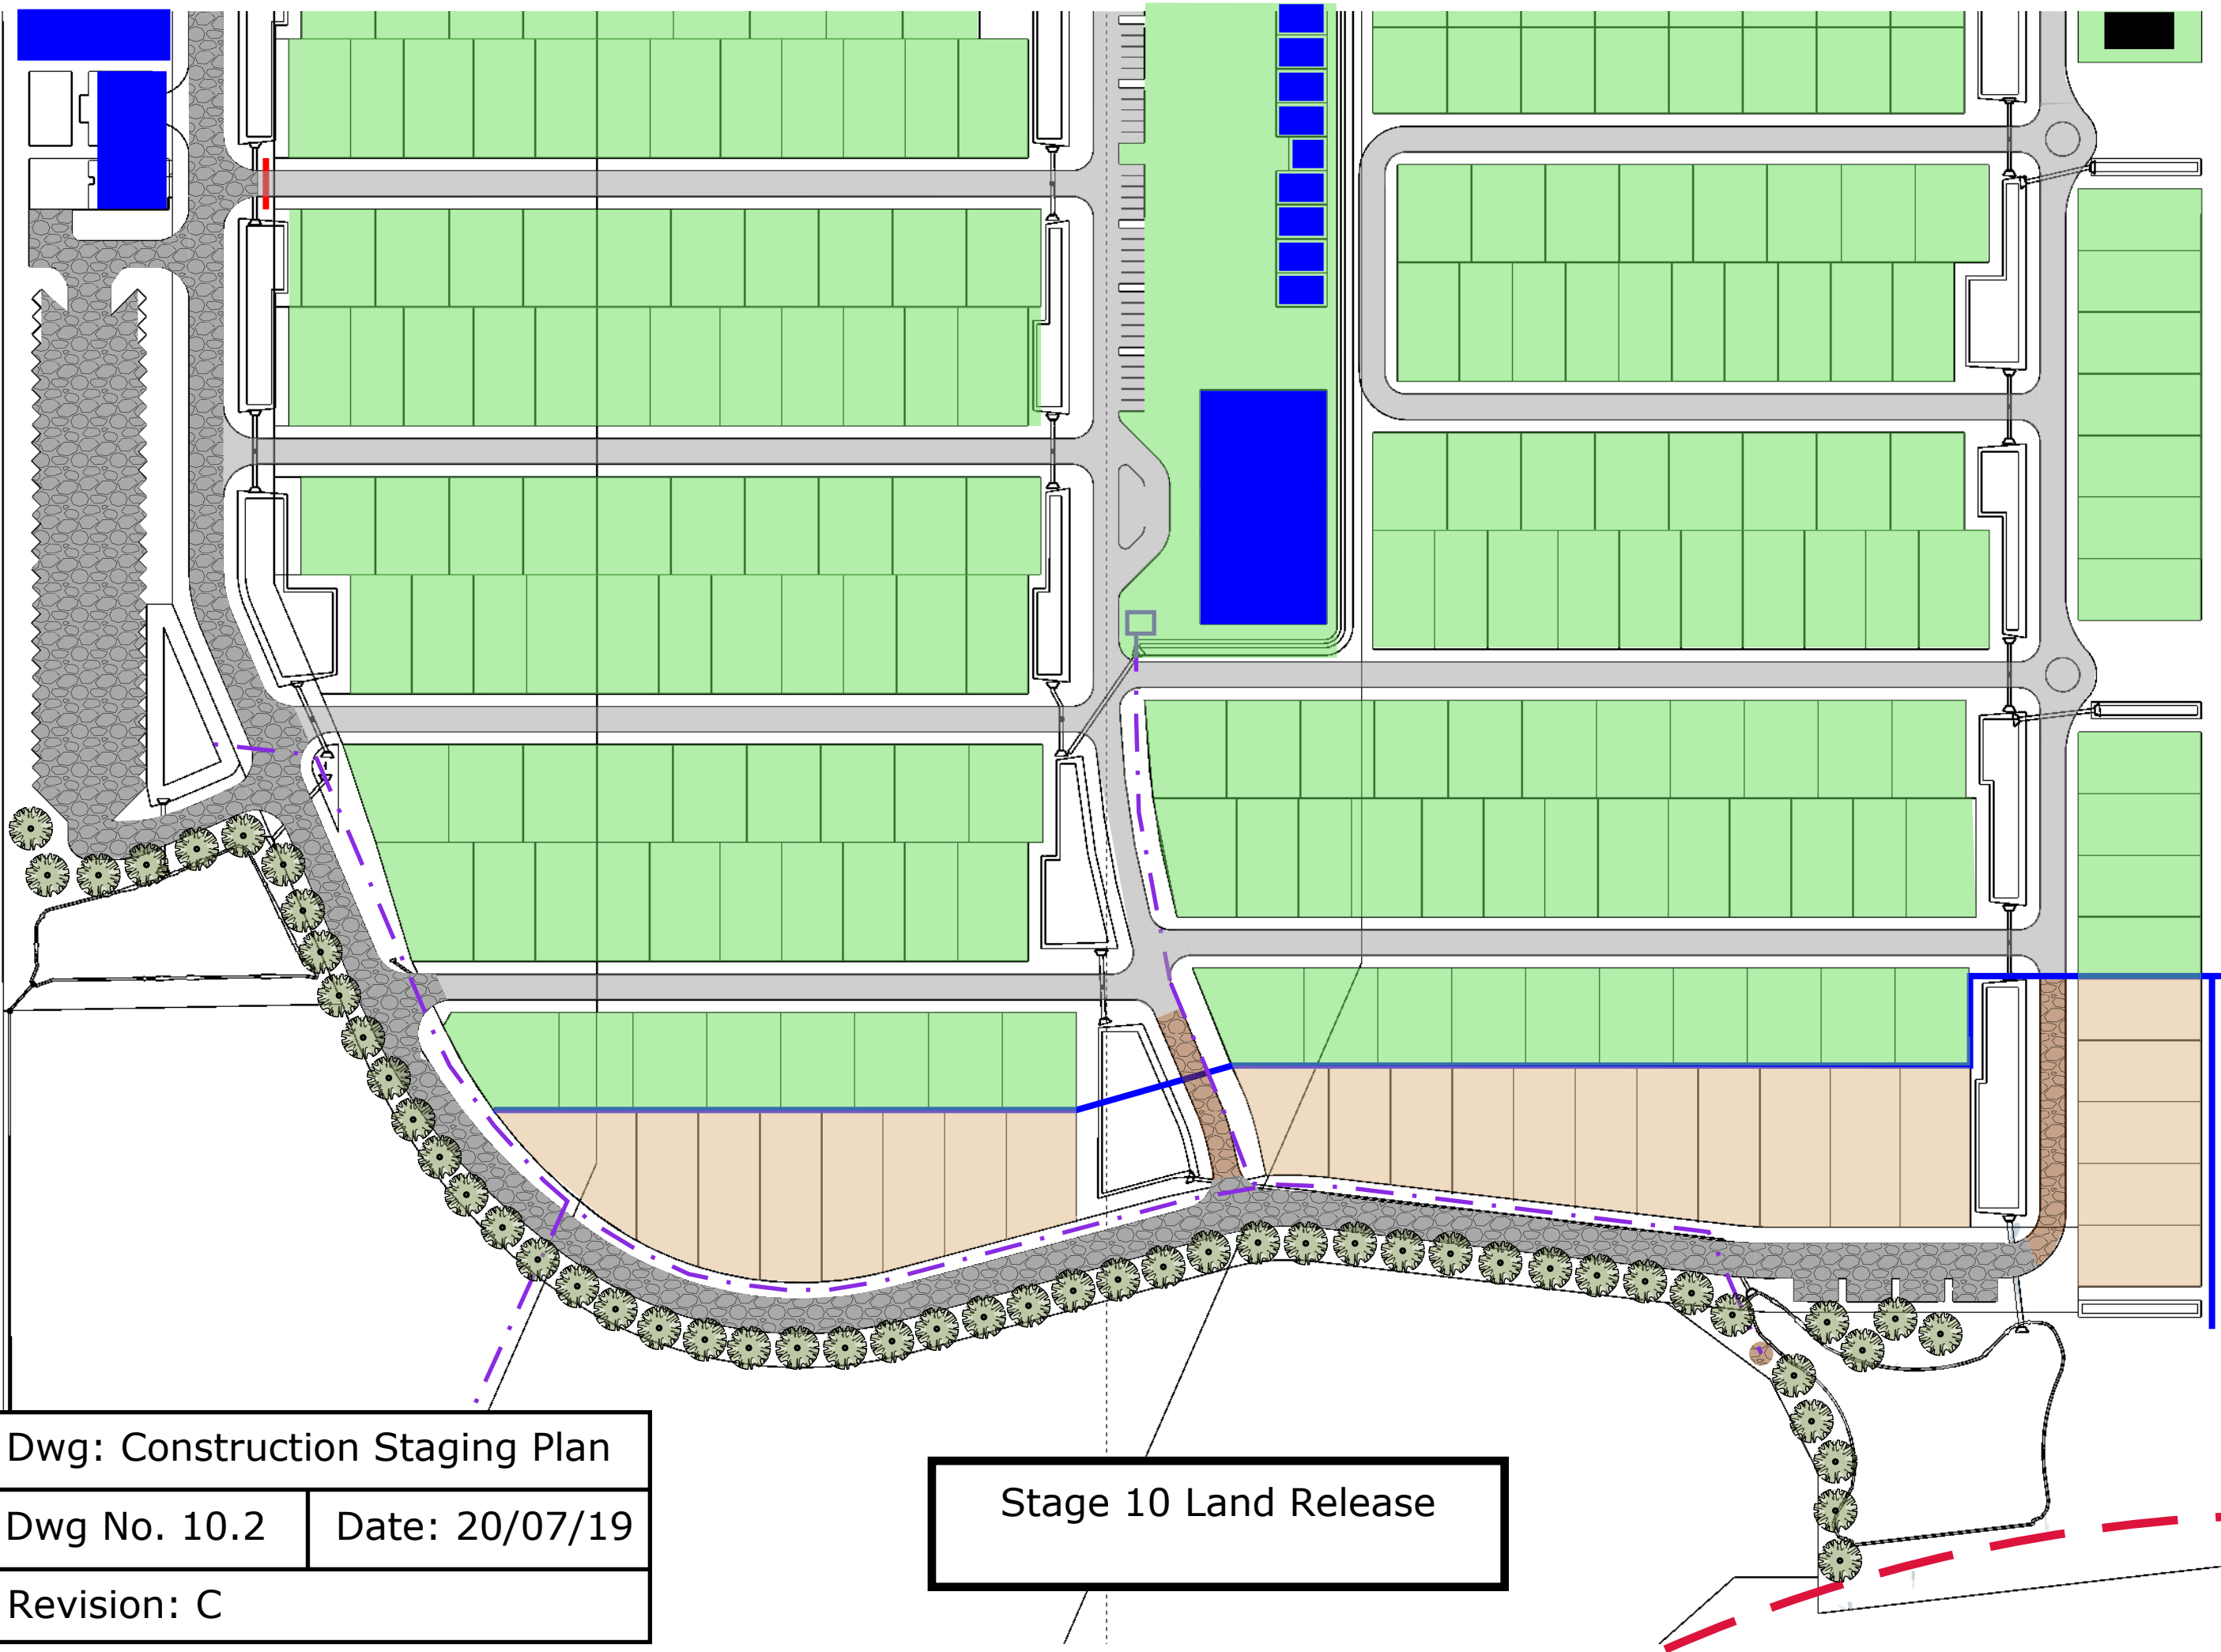 Dwg: Construction Staging Plan
Dwg No. 10.2
Date: 20/07/19
Revision: C
Stage 10 Land Release